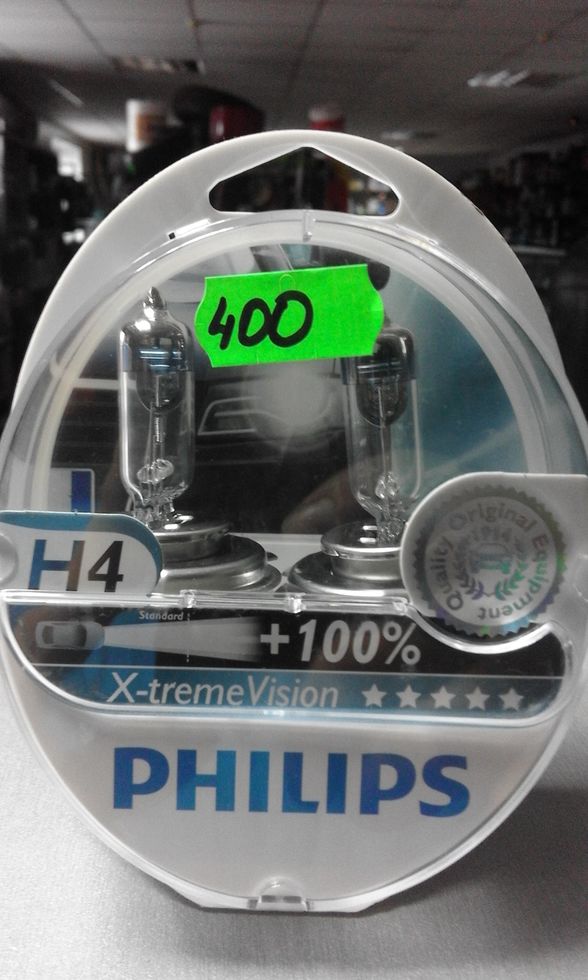 400
H4
Quality Original Equipment
Standard
+100%
X-tremeVision
PHILIPS